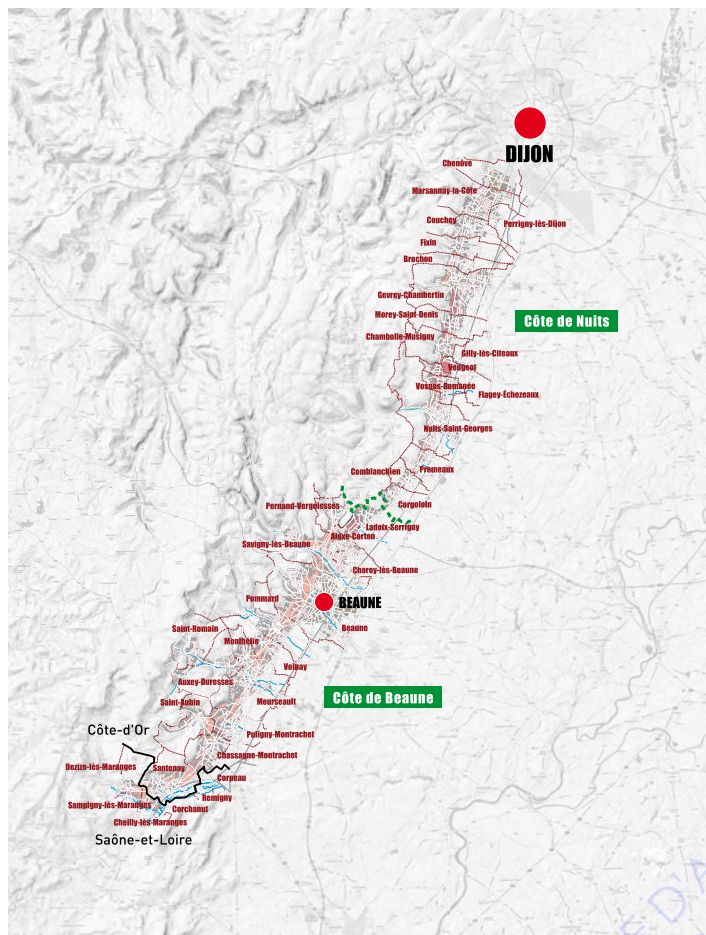 DIJON
Chenôve
Marsannay-la-Côte
Couchey
Perrigny-lès-Dijon
Fixin
Brochon
Gevrey-Chambertin
Morey-Saint-Denis
Côte de Nuits
Chambolle-Musigny
Gilly-lès-Cîteaux
Vougeot
Vosnes-Romanée
Flagey-Échezeaux
Nuits-Saint-Georges
Comblanchien
Premeaux
Pernand-Vergelesses
Corgoloin
Ladoix-Serrigny
Aloxe-Corton
Savigny-lès-Beaune
Chorey-lès-Beaune
Pommard
BEAUNE
Saint-Romain
Beaune
Monthelie
Volnay
Auxey-Duresses
Saint-Aubin
Meursault
Côte de Beaune
Côte-d'Or
Puligny-Montrachet
Chassagne-Montrachet
Dezize-lès-Maranges
Santenay
Corpeau
Remigny
Sampigny-lès-Maranges
Corchanut
Cheilly-lès-Maranges
Saône-et-Loire
E D'A